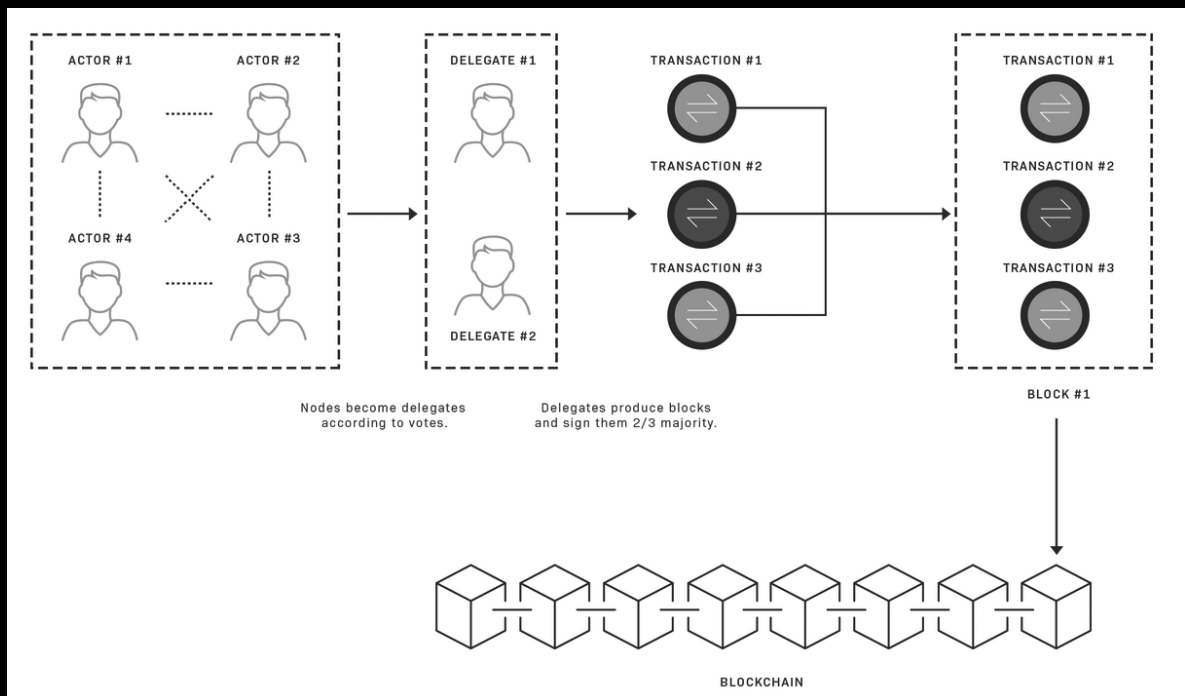 ACTOR #1
ACTOR #2
ACTOR #4
ACTOR #3
DELEGATE #1
DELEGATE #2
Nodes become delegates
according to votes.
TRANSACTION #1
TRANSACTION #2
TRANSACTION #3
Delegates produce blocks
and sign them 2/3 majority.
TRANSACTION #1
TRANSACTION #2
TRANSACTION #3
BLOCK #1
BLOCKCHAIN